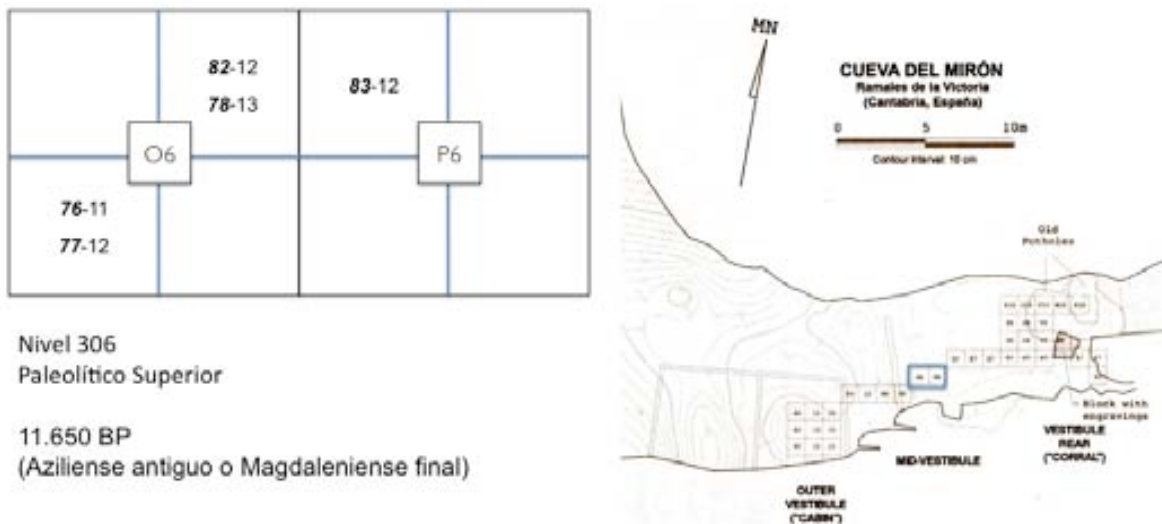 82-12
78-13
83-12
O6
P6
76-11
77-12
Nivel 306
Paleolítico Superior
11.650 BP
(Aziliense antiguo o Magdaleniense final)
MN
CUEVA DEL MIRÓN
Ramales de la Victoria
(Cantabria, España)
0 5 10m
Contour Interval: 10 cm
Old
Potholes
Block with
engravings
VESTIBULE
REAR
("CORRAL")
MID-VESTIBULE
OUTER
VESTIBULE
("CABIN")